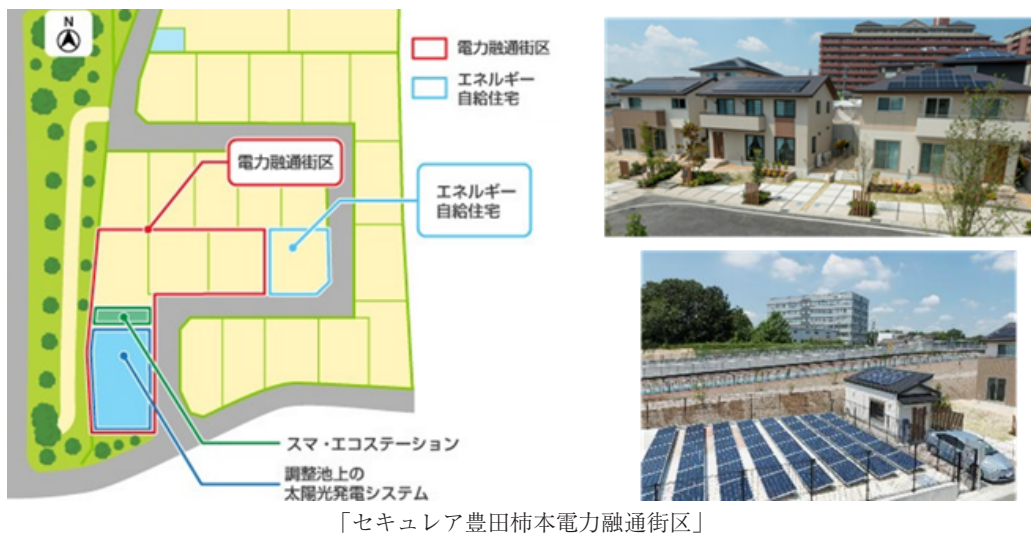 N
電力融通街区
エネルギー
自給住宅
電力融通街区
エネルギー
自給住宅
スマ・エコステーション
調整池上の
太陽光発電システム
「セキュレア豊田柿本電力融通街区」